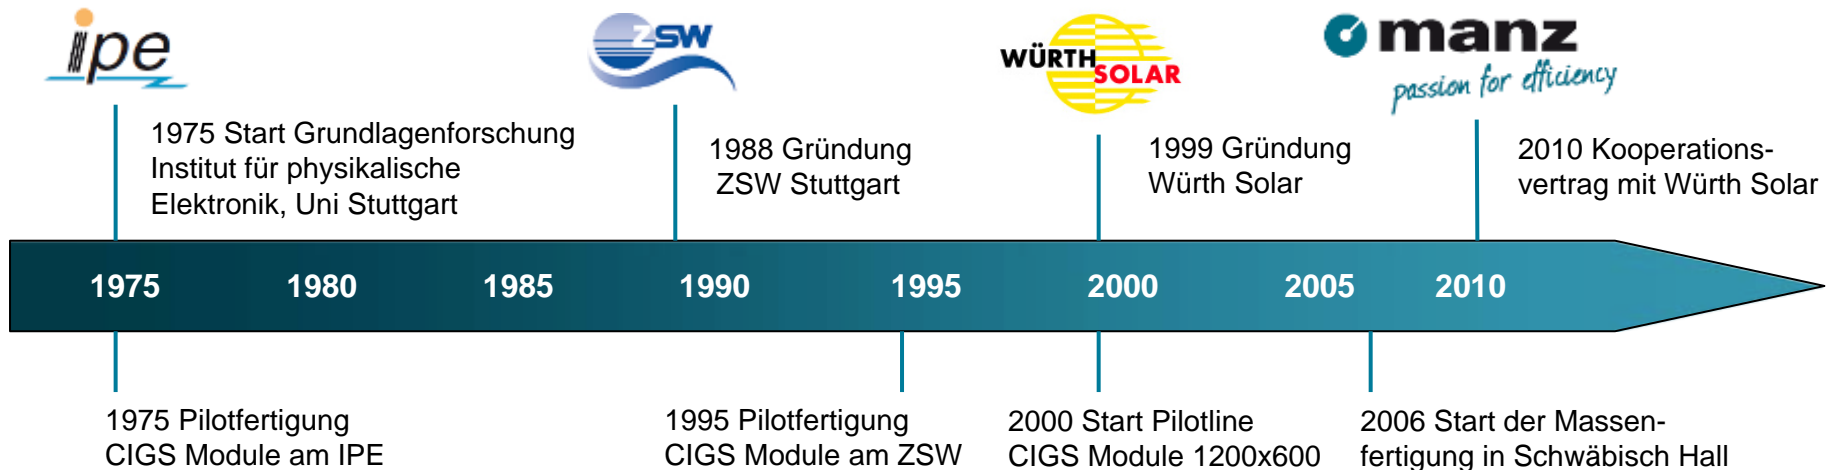 ipe
ZSW
WÜRTH
SOLAR
manz
passion for efficiency
1975 Start Grundlagenforschung
Institut für physikalische
Elektronik, Uni Stuttgart
1988 Gründung
ZSW Stuttgart
1999 Gründung
Würth Solar
2010 Kooperations-
vertrag mit Würth Solar
1975 1980 1985 1990 1995 2000 2005 2010
1975 Pilotfertigung
CIGS Module am IPE
1995 Pilotfertigung
CIGS Module am ZSW
2000 Start Pilotline
CIGS Module 1200x600
2006 Start der Massen-
fertigung in Schwäbisch Hall